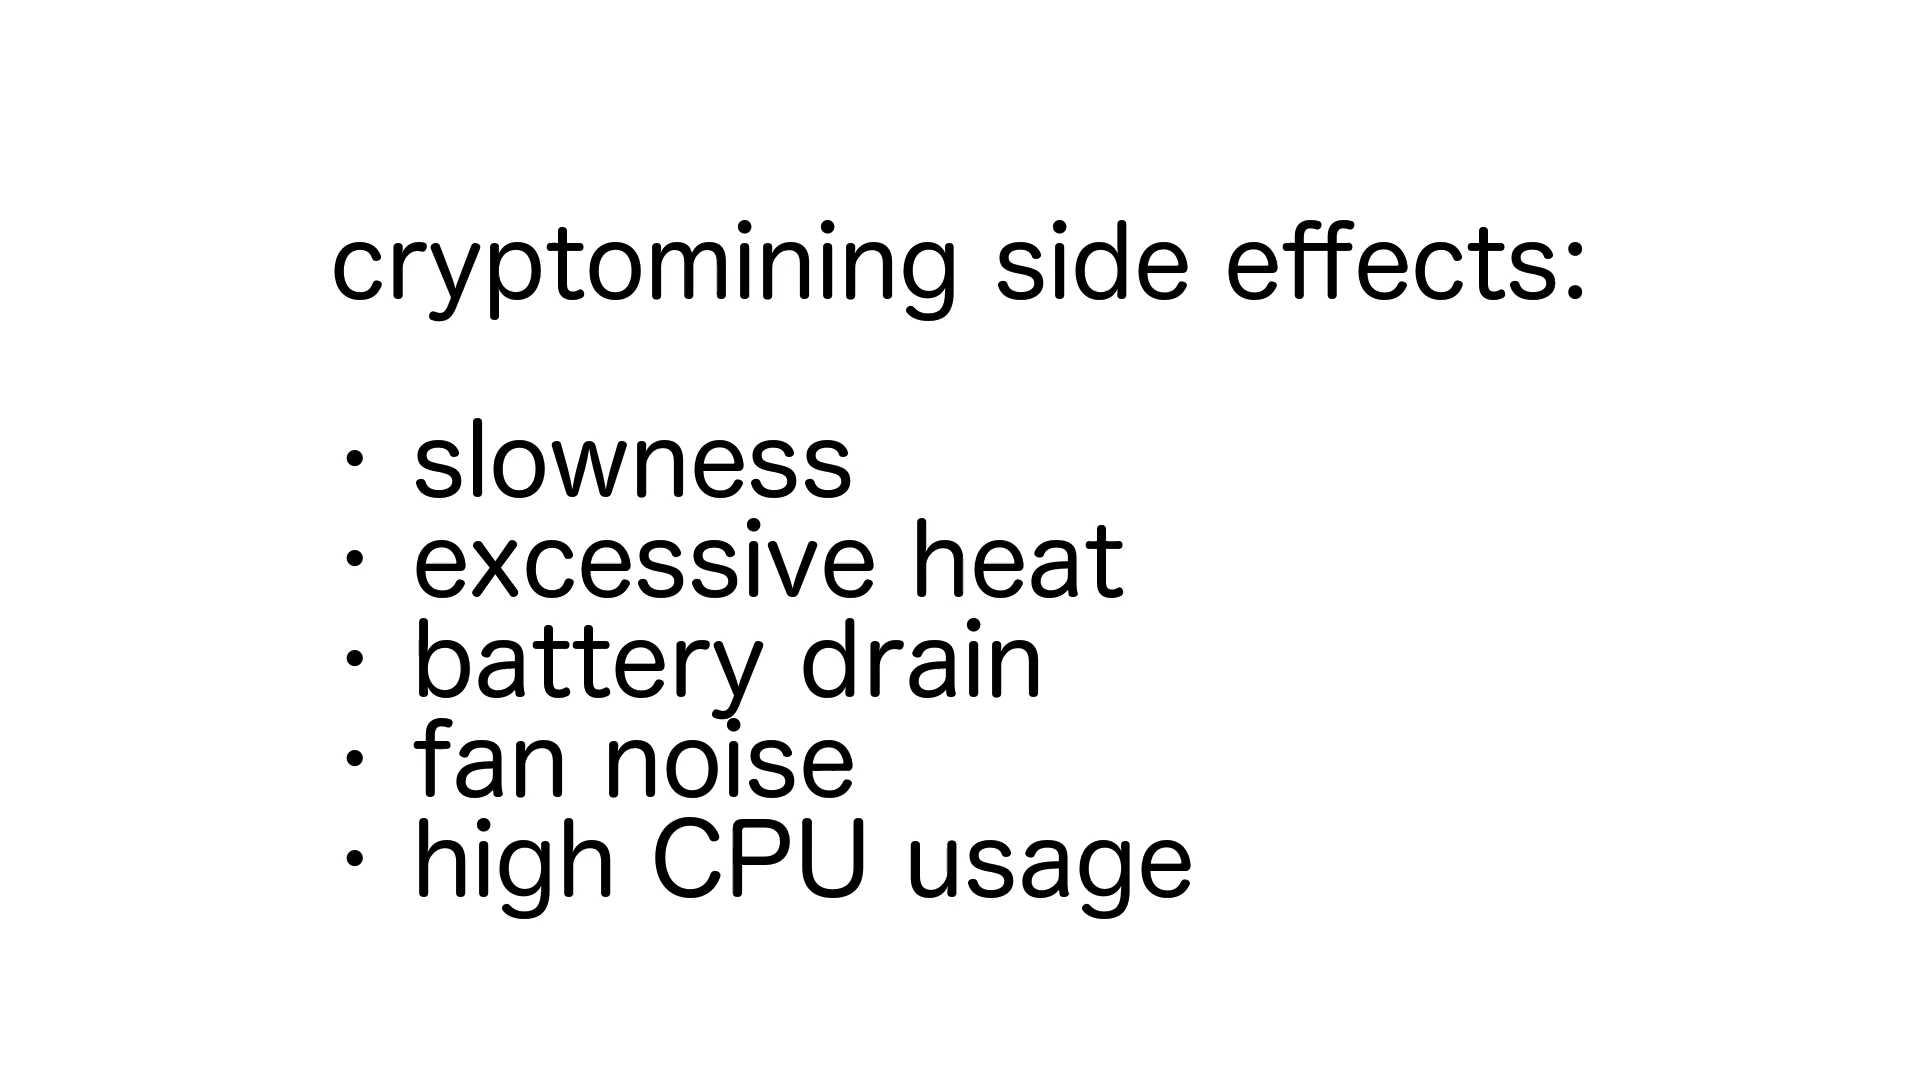 cryptomining side effects:
• slowness
• excessive heat
• battery drain
• fan noise
• high CPU usage